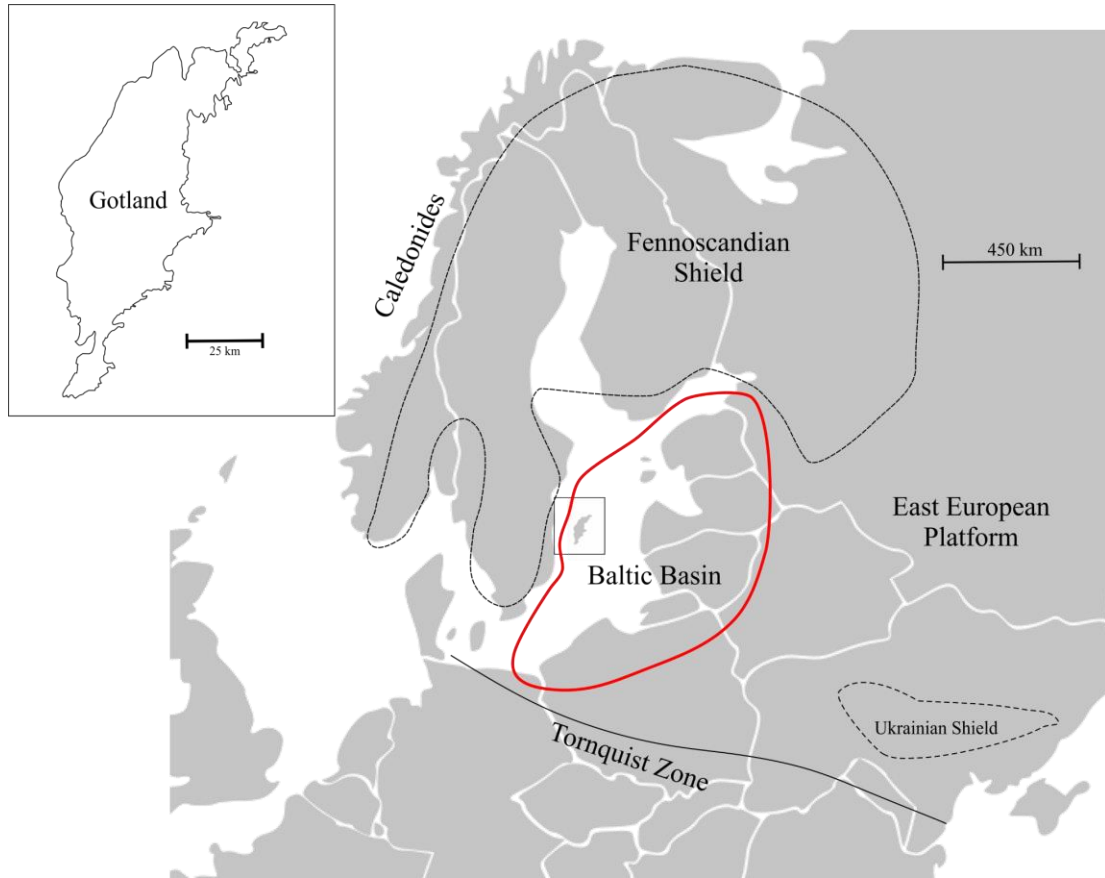 Gotland
25 km
Caledonides
Fennoscandian
Shield
450 km
East European
Platform
Baltic Basin
Ukrainian Shield
Tornquist Zone